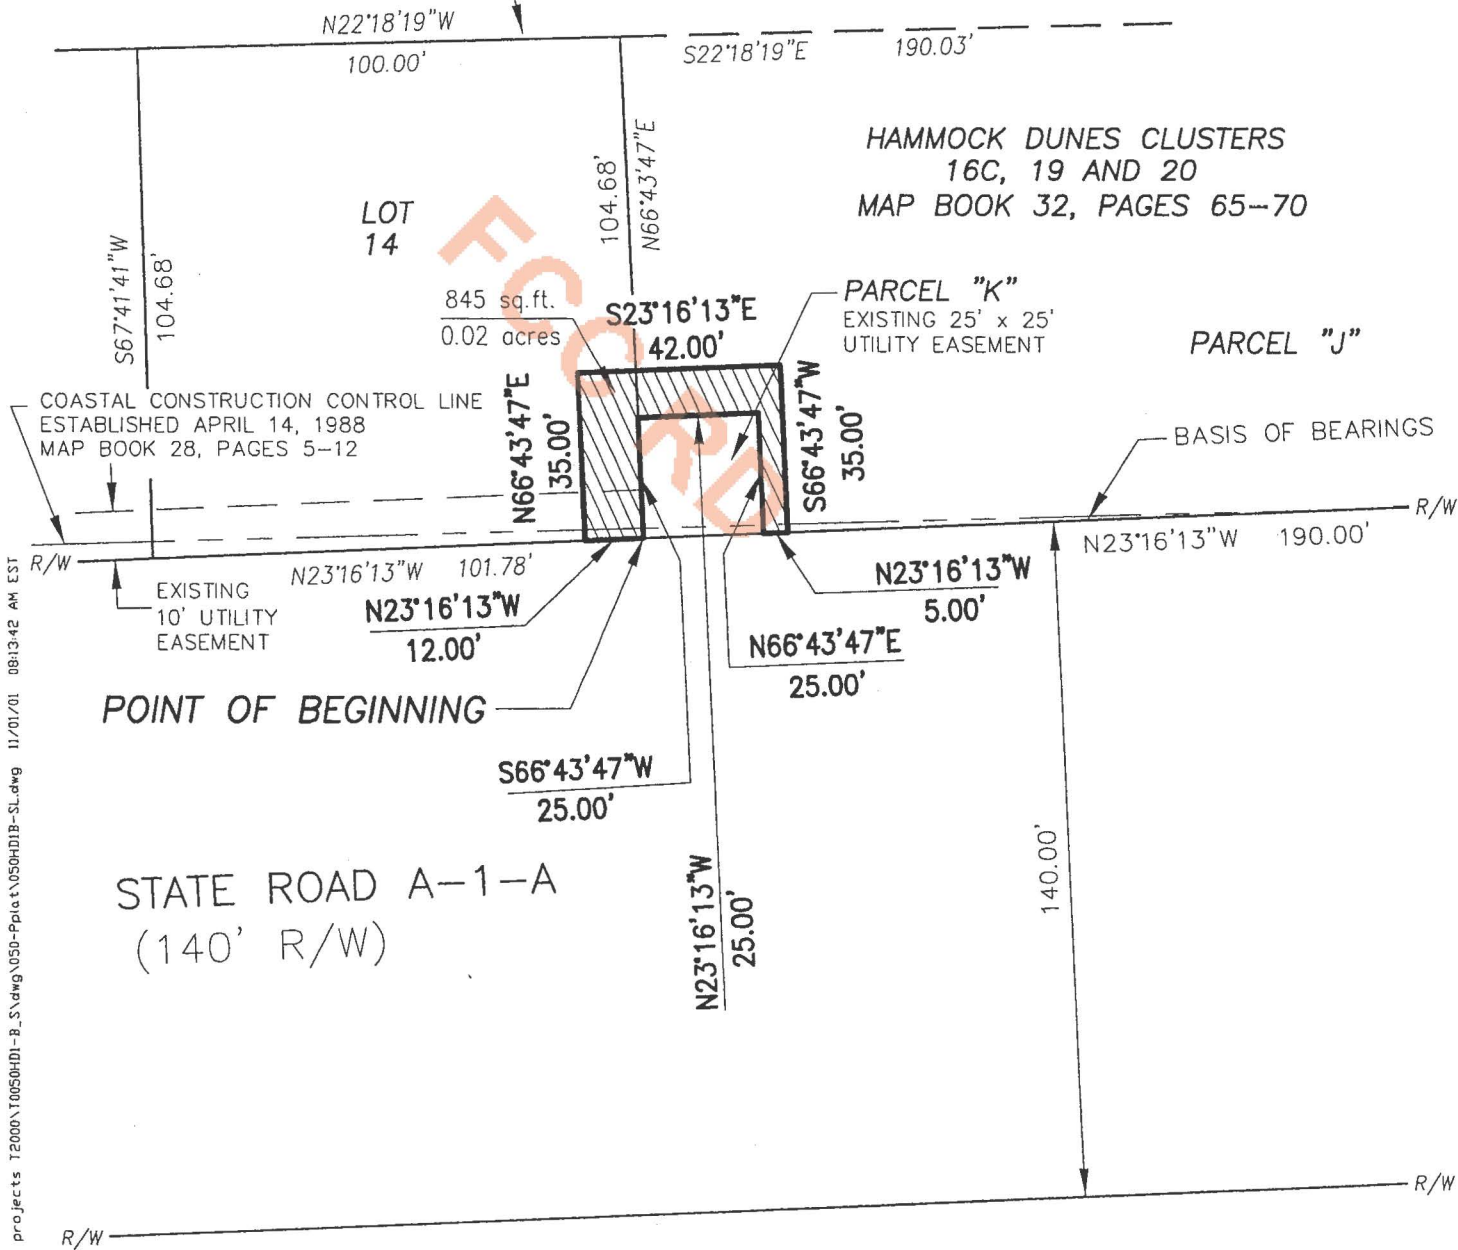 N22°18'19"W
100.00'
S22°18'19"E 190.03'
HAMMOCK DUNES CLUSTERS
16C, 19 AND 20
MAP BOOK 32, PAGES 65-70
S67°41'41"W
104.68'
LOT
14
104.68'
N66°43'47"E
845 sq.ft.
0.02 acres
S23°16'13"E
42.00'
PARCEL "K"
EXISTING 25' x 25'
UTILITY EASEMENT
PARCEL "J"
FCC RD
COASTAL CONSTRUCTION CONTROL LINE
ESTABLISHED APRIL 14, 1988
MAP BOOK 28, PAGES 5-12
N66°43'47"E
35.00'
S66°43'47"W
35.00'
BASIS OF BEARINGS
R/W
R/W
N23°16'13"W 101.78'
N23°16'13"W 190.00'
EXISTING
10' UTILITY
EASEMENT
N23°16'13"W
12.00'
N23°16'13"W
5.00'
N66°43'47"E
25.00'
POINT OF BEGINNING
S66°43'47"W
25.00'
STATE ROAD A-1-A
(140' R/W)
N23°16'13"W
25.00'
140.00'
R/W
R/W
projects T2000\T0050HD1-B_S\dwg\050-Pplat\050HD1B-SL.dwg 11/01/01 08:13:42 AM EST